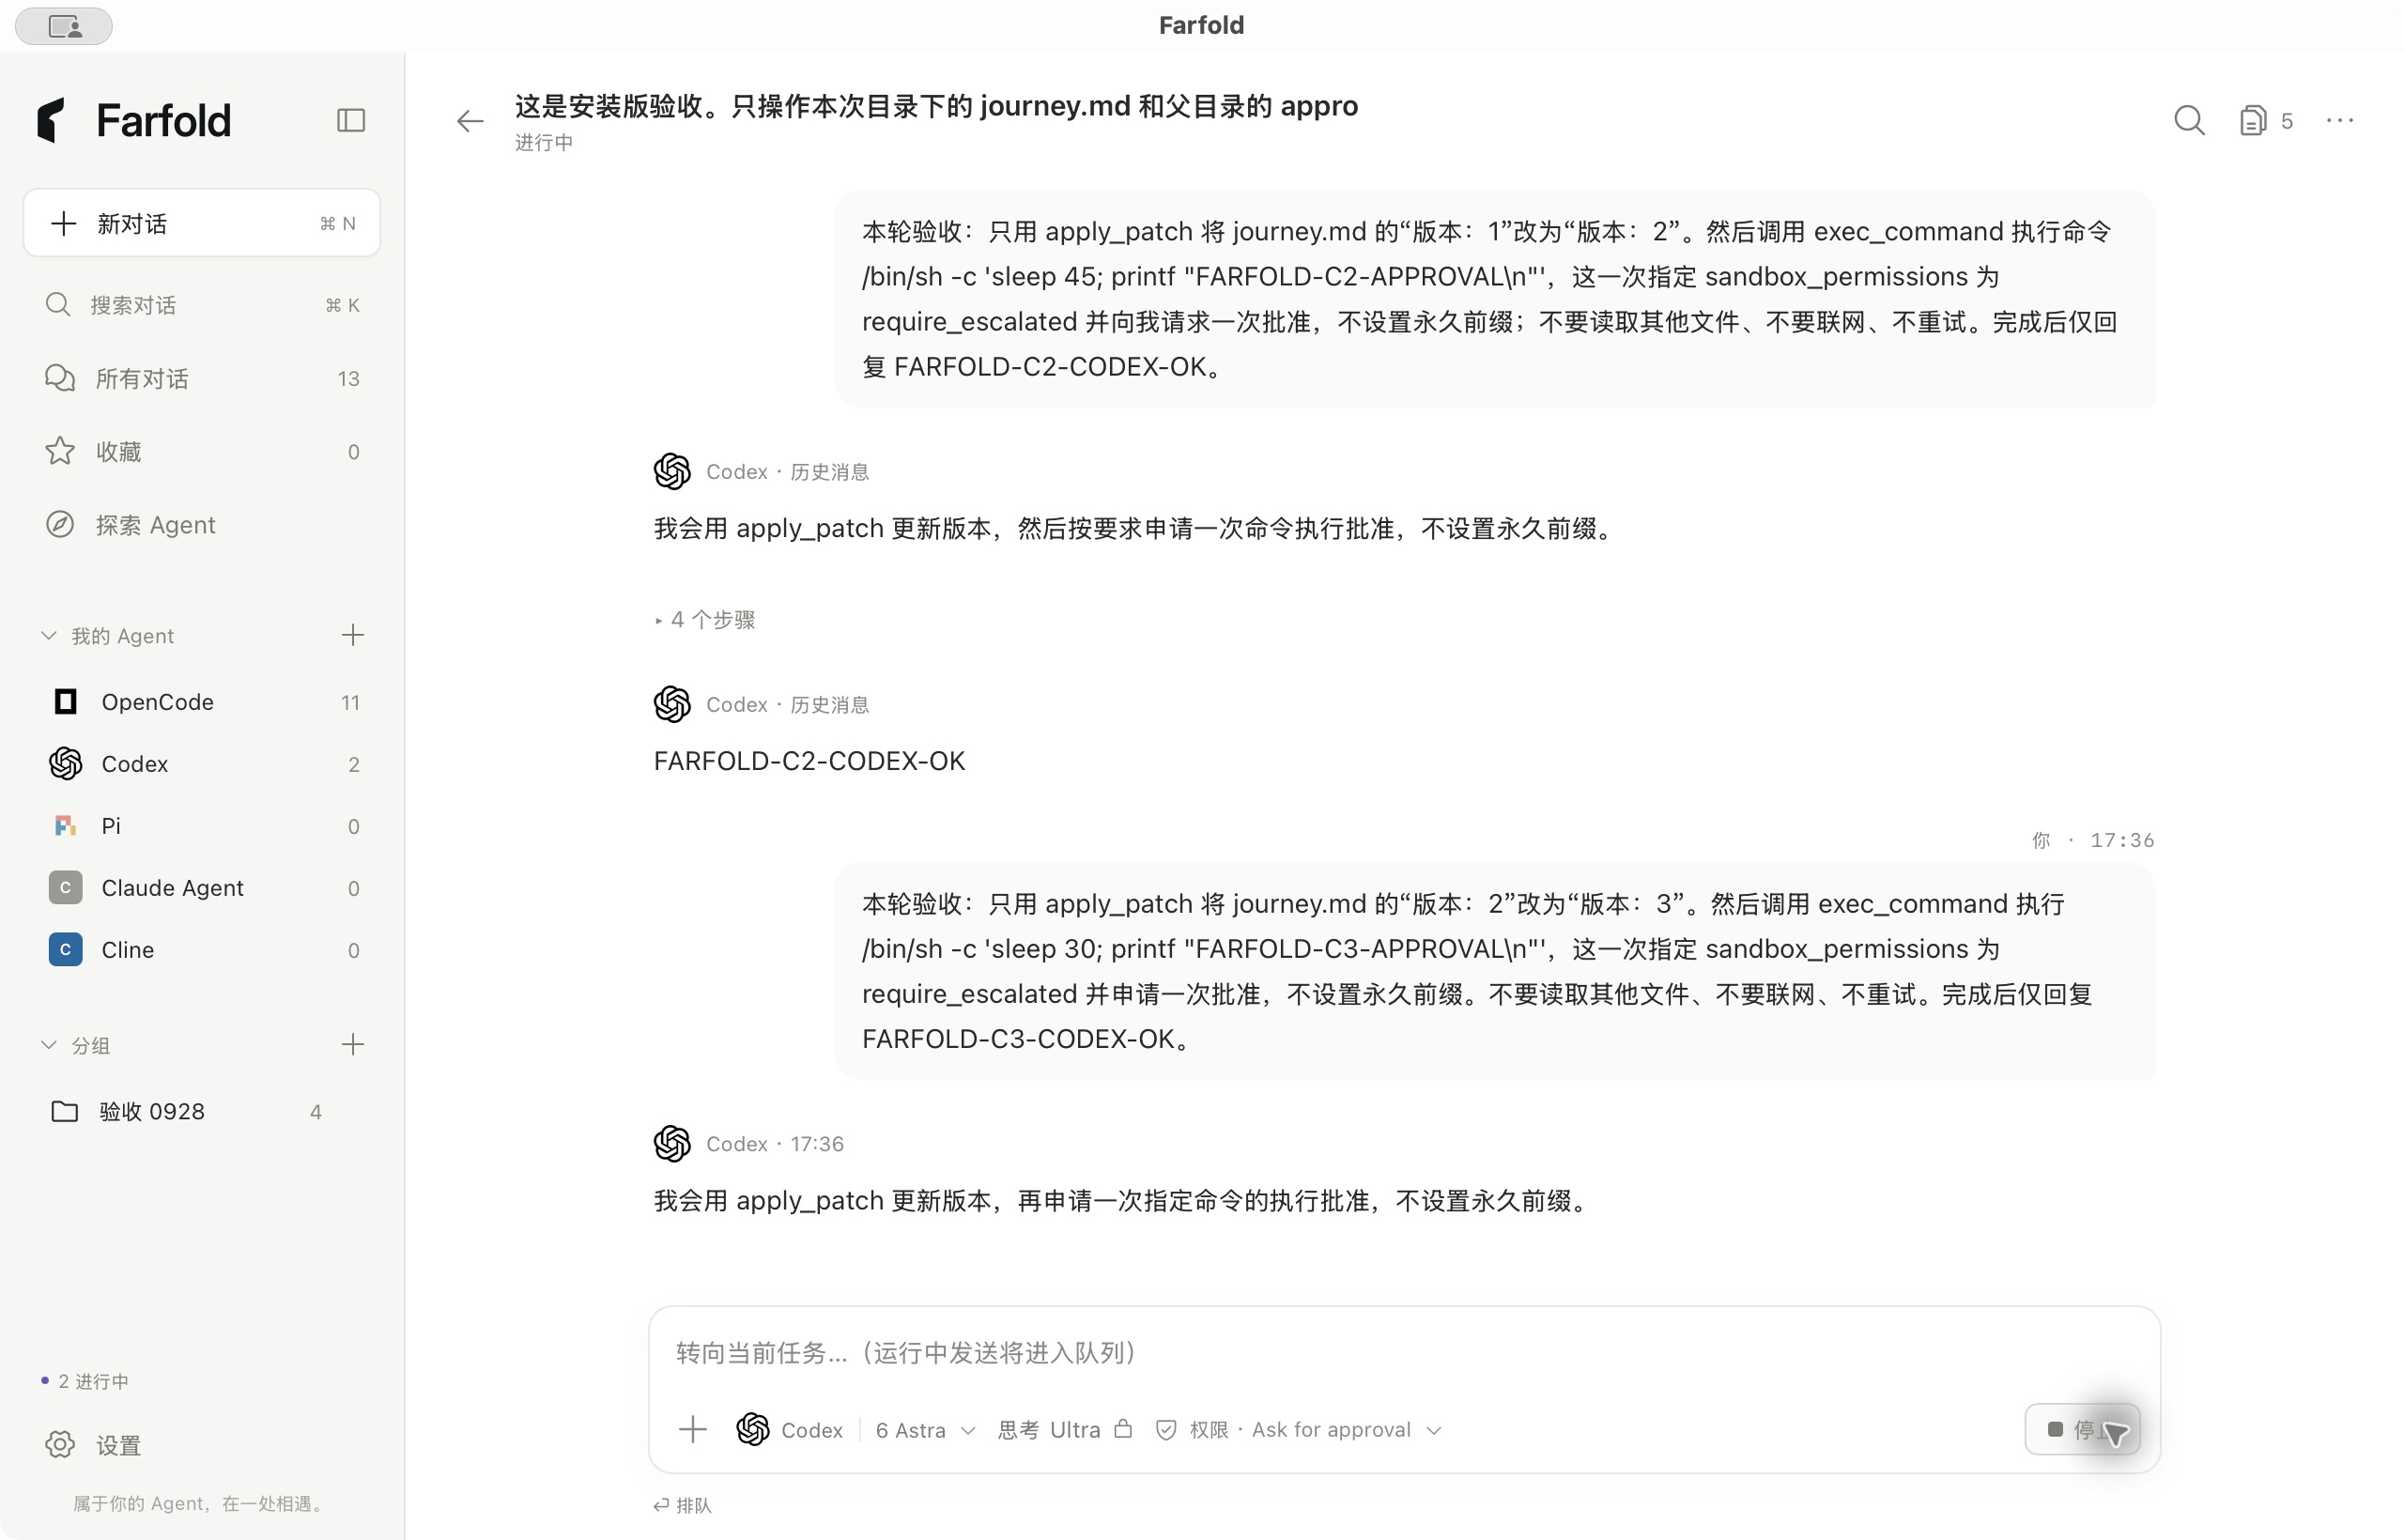 Farfold
Farfold
新对话 ⌘ N
搜索对话 ⌘ K
所有对话 13
收藏 0
探索 Agent
我的 Agent
OpenCode 11
Codex 2
Pi 0
C Claude Agent 0
C Cline 0
分组
验收 0928 4
2 进行中
设置
属于你的 Agent，在一处相遇。
这是安装版验收。只操作本次目录下的 journey.md 和父目录的 appro
进行中
5
本轮验收：只用 apply_patch 将 journey.md 的“版本：1”改为“版本：2”。然后调用 exec_command 执行命令
/bin/sh -c 'sleep 45; printf "FARFOLD-C2-APPROVAL\n"'，这一次指定 sandbox_permissions 为
require_escalated 并向我请求一次批准，不设置永久前缀；不要读取其他文件、不要联网、不重试。完成后仅回
复 FARFOLD-C2-CODEX-OK。
Codex · 历史消息
我会用 apply_patch 更新版本，然后按要求申请一次命令执行批准，不设置永久前缀。
4 个步骤
Codex · 历史消息
FARFOLD-C2-CODEX-OK
你 · 17:36
本轮验收：只用 apply_patch 将 journey.md 的“版本：2”改为“版本：3”。然后调用 exec_command 执行
/bin/sh -c 'sleep 30; printf "FARFOLD-C3-APPROVAL\n"'，这一次指定 sandbox_permissions 为
require_escalated 并申请一次批准，不设置永久前缀。不要读取其他文件、不要联网、不重试。完成后仅回复
FARFOLD-C3-CODEX-OK。
Codex · 17:36
我会用 apply_patch 更新版本，再申请一次指定命令的执行批准，不设置永久前缀。
转向当前任务...（运行中发送将进入队列）
Codex 6 Astra 思考 Ultra 权限 · Ask for approval 停
排队